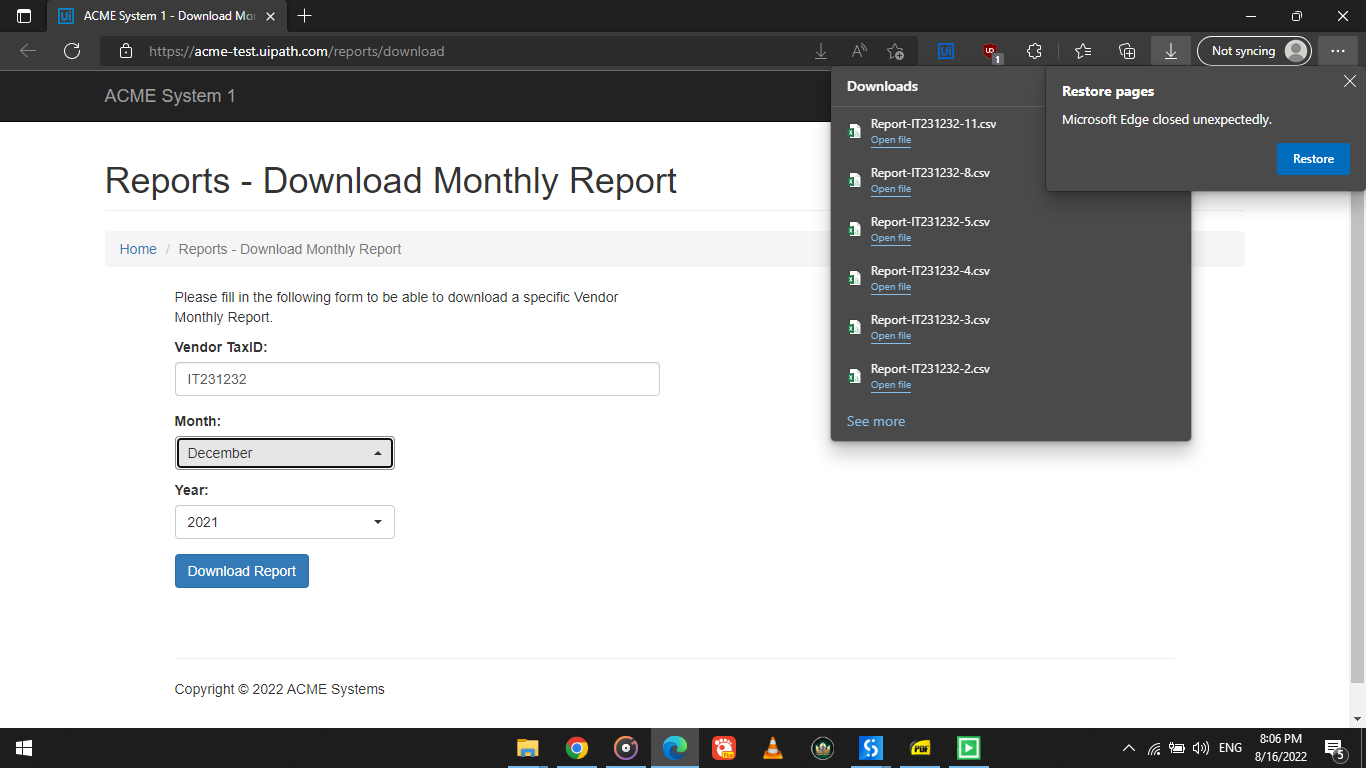 ACME System 1 - Download Mon
https://acme-test.uipath.com/reports/download
Not syncing
1
ACME System 1
Downloads
Report-IT231232-11.csv
Open file
Report-IT231232-8.csv
Open file
Report-IT231232-5.csv
Open file
Report-IT231232-4.csv
Open file
Report-IT231232-3.csv
Open file
Report-IT231232-2.csv
Open file
See more
Restore pages
Microsoft Edge closed unexpectedly.
Restore
Reports - Download Monthly Report
Home / Reports - Download Monthly Report
Please fill in the following form to be able to download a specific Vendor
Monthly Report.
Vendor TaxID:
IT231232
Month:
December
Year:
2021
Download Report
Copyright © 2022 ACME Systems
PDF
ENG
8:06 PM
8/16/2022
5